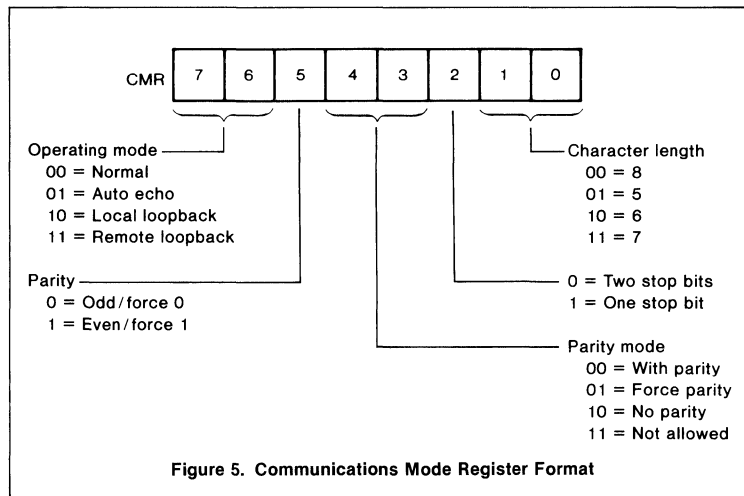 CMR 7 6 5 4 3 2 1 0
Operating mode
00 = Normal
01 = Auto echo
10 = Local loopback
11 = Remote loopback
Parity
0 = Odd/force 0
1 = Even/force 1
Character length
00 = 8
01 = 5
10 = 6
11 = 7
0 = Two stop bits
1 = One stop bit
Parity mode
00 = With parity
01 = Force parity
10 = No parity
11 = Not allowed
Figure 5. Communications Mode Register Format